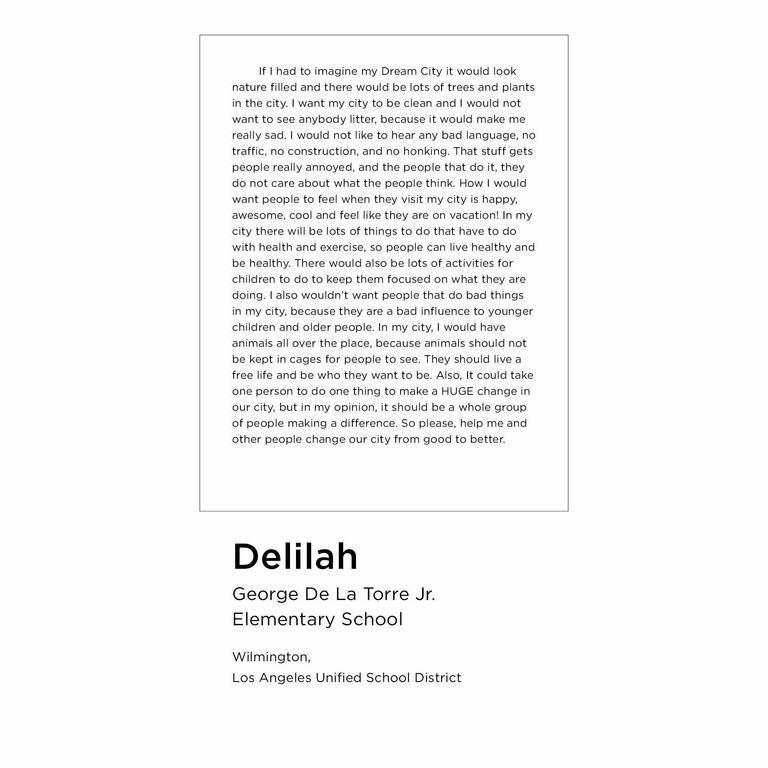 If I had to imagine my Dream City it would look
nature filled and there would be lots of trees and plants
in the city. I want my city to be clean and I would not
want to see anybody litter, because it would make me
really sad. I would not like to hear any bad language, no
traffic, no construction, and no honking. That stuff gets
people really annoyed, and the people that do it, they
do not care about what the people think. How I would
want people to feel when they visit my city is happy,
awesome, cool and feel like they are on vacation! In my
city there will be lots of things to do that have to do
with health and exercise, so people can live healthy and
be healthy. There would also be lots of activities for
children to do to keep them focused on what they are
doing. I also wouldn't want people that do bad things
in my city, because they are a bad influence to younger
children and older people. In my city, I would have
animals all over the place, because animals should not
be kept in cages for people to see. They should live a
free life and be who they want to be. Also, It could take
one person to do one thing to make a HUGE change in
our city, but in my opinion, it should be a whole group
of people making a difference. So please, help me and
other people change our city from good to better.
Delilah
George De La Torre Jr.
Elementary School
Wilmington,
Los Angeles Unified School District